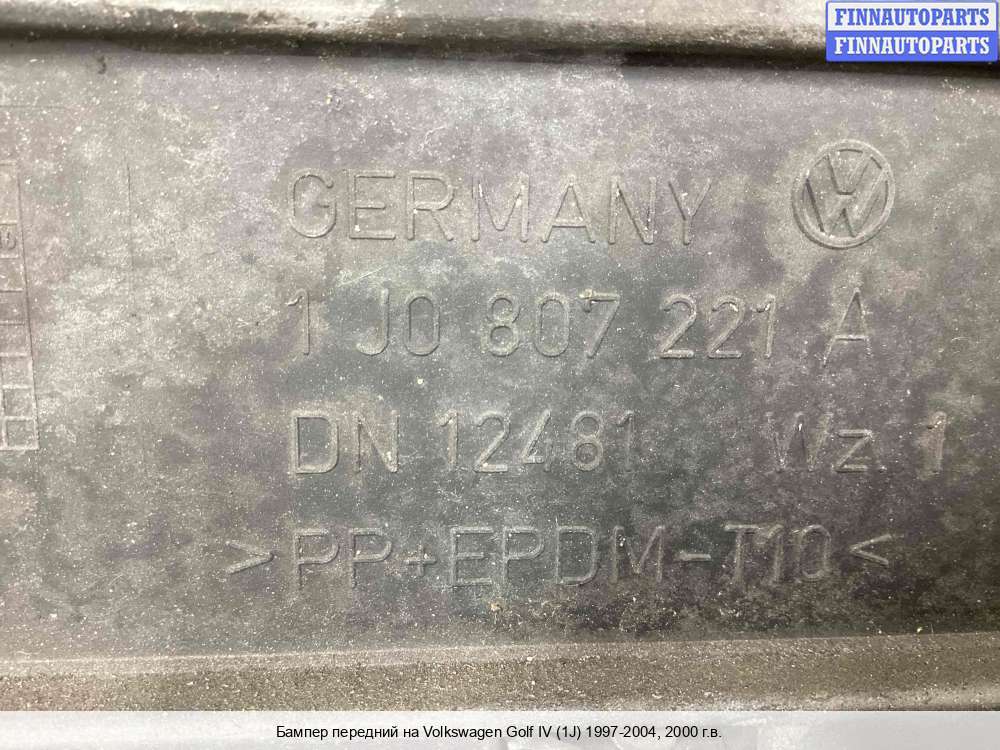 FINNAUTOPARTS
FINNAUTOPARTS
GERMANY
1 J0 807 221 A
DN 12481 Wz. 1
>PP+EPDM-T10<
Бампер передний на Volkswagen Golf IV (1J) 1997-2004, 2000 г.в.